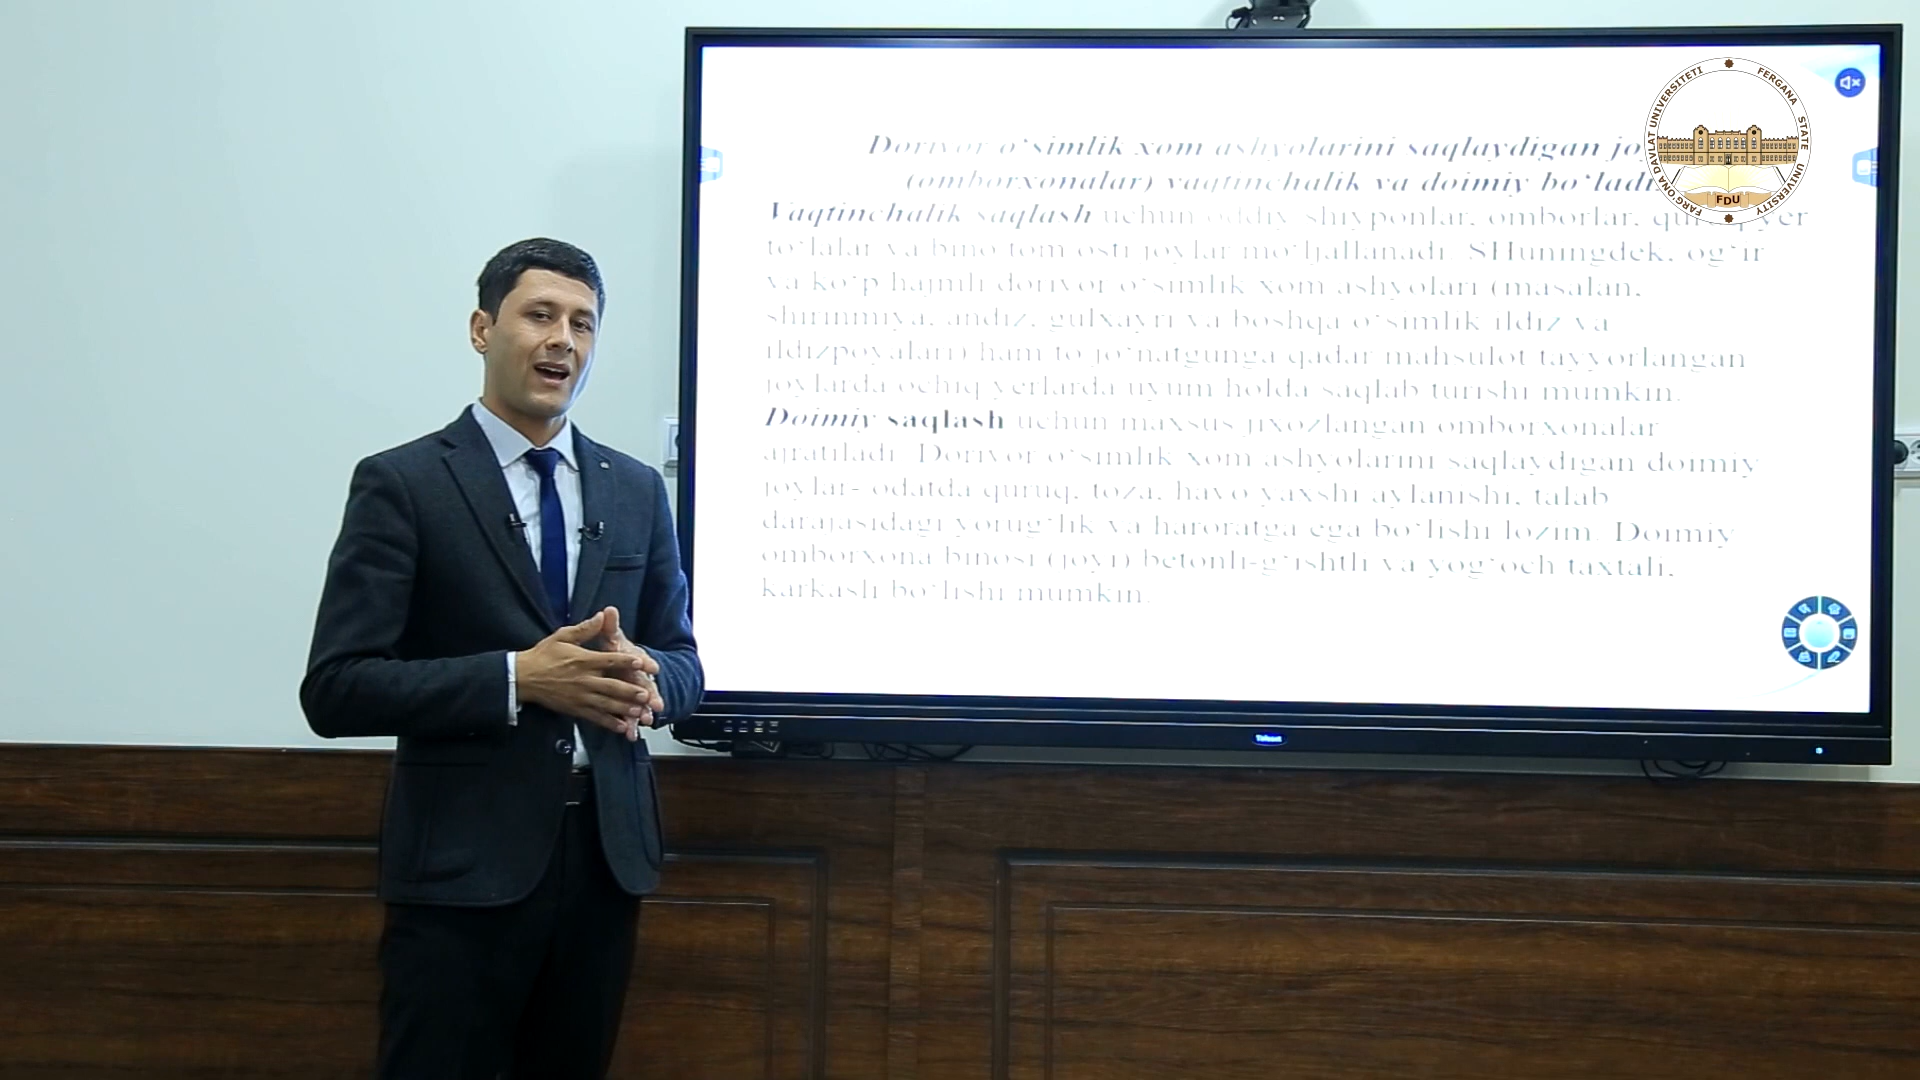 Dorivor o‘simlik xom ashyolarini saqlaydigan
(omborxonalar) vaqtinchalik va doimiy bo‘ladi
Vaqtinchalik saqlash uchun oddiy shiyponlar, omborlar, yer
to‘lalar va bino tom osti joylar mo‘ljallanadi. SHuningdek, og‘ir
va ko‘p hajmli dorivor o‘simlik xom ashyolari (masalan,
shirinmiya, andiz, gulxayri va boshqa o‘simlik ildiz va
ildizpoyalari) ham to jo‘natgunga qadar mahsulot tayyorlangan
joylarda ochiq yerlarda uyum holda saqlab turishi mumkin.
Doimiy saqlash uchun maxsus jixozlangan omborxonalar
ajratiladi. Dorivor o‘simlik xom ashyolarini saqlaydigan doimiy
joylar- odatda quruq, toza, havo yaxshi aylanishi, talab
darajasidagi yorug‘lik va haroratga ega bo‘lishi lozim. Doimiy
omborxona binosi (joyi) betonli-g‘ishtli va yog‘och taxtali,
karkasli bo‘lishi mumkin.
FARG'ONA DAVLAT UNIVERSITETI
FERGANA STATE UNIVERSITY
FDU